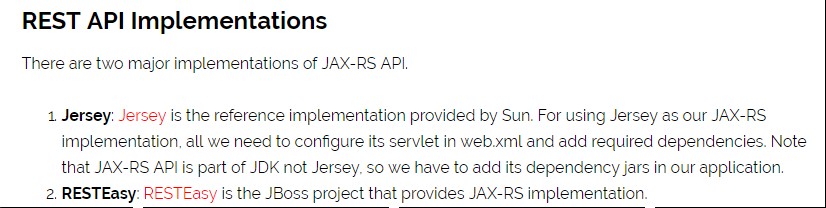 REST API Implementations
There are two major implementations of JAX-RS API.
1. Jersey: Jersey is the reference implementation provided by Sun. For using Jersey as our JAX-RS
implementation, all we need to configure its servlet in web.xml and add required dependencies. Note
that JAX-RS API is part of JDK not Jersey, so we have to add its dependency jars in our application.
2. RESTEasy: RESTEasy is the JBoss project that provides JAX-RS implementation.